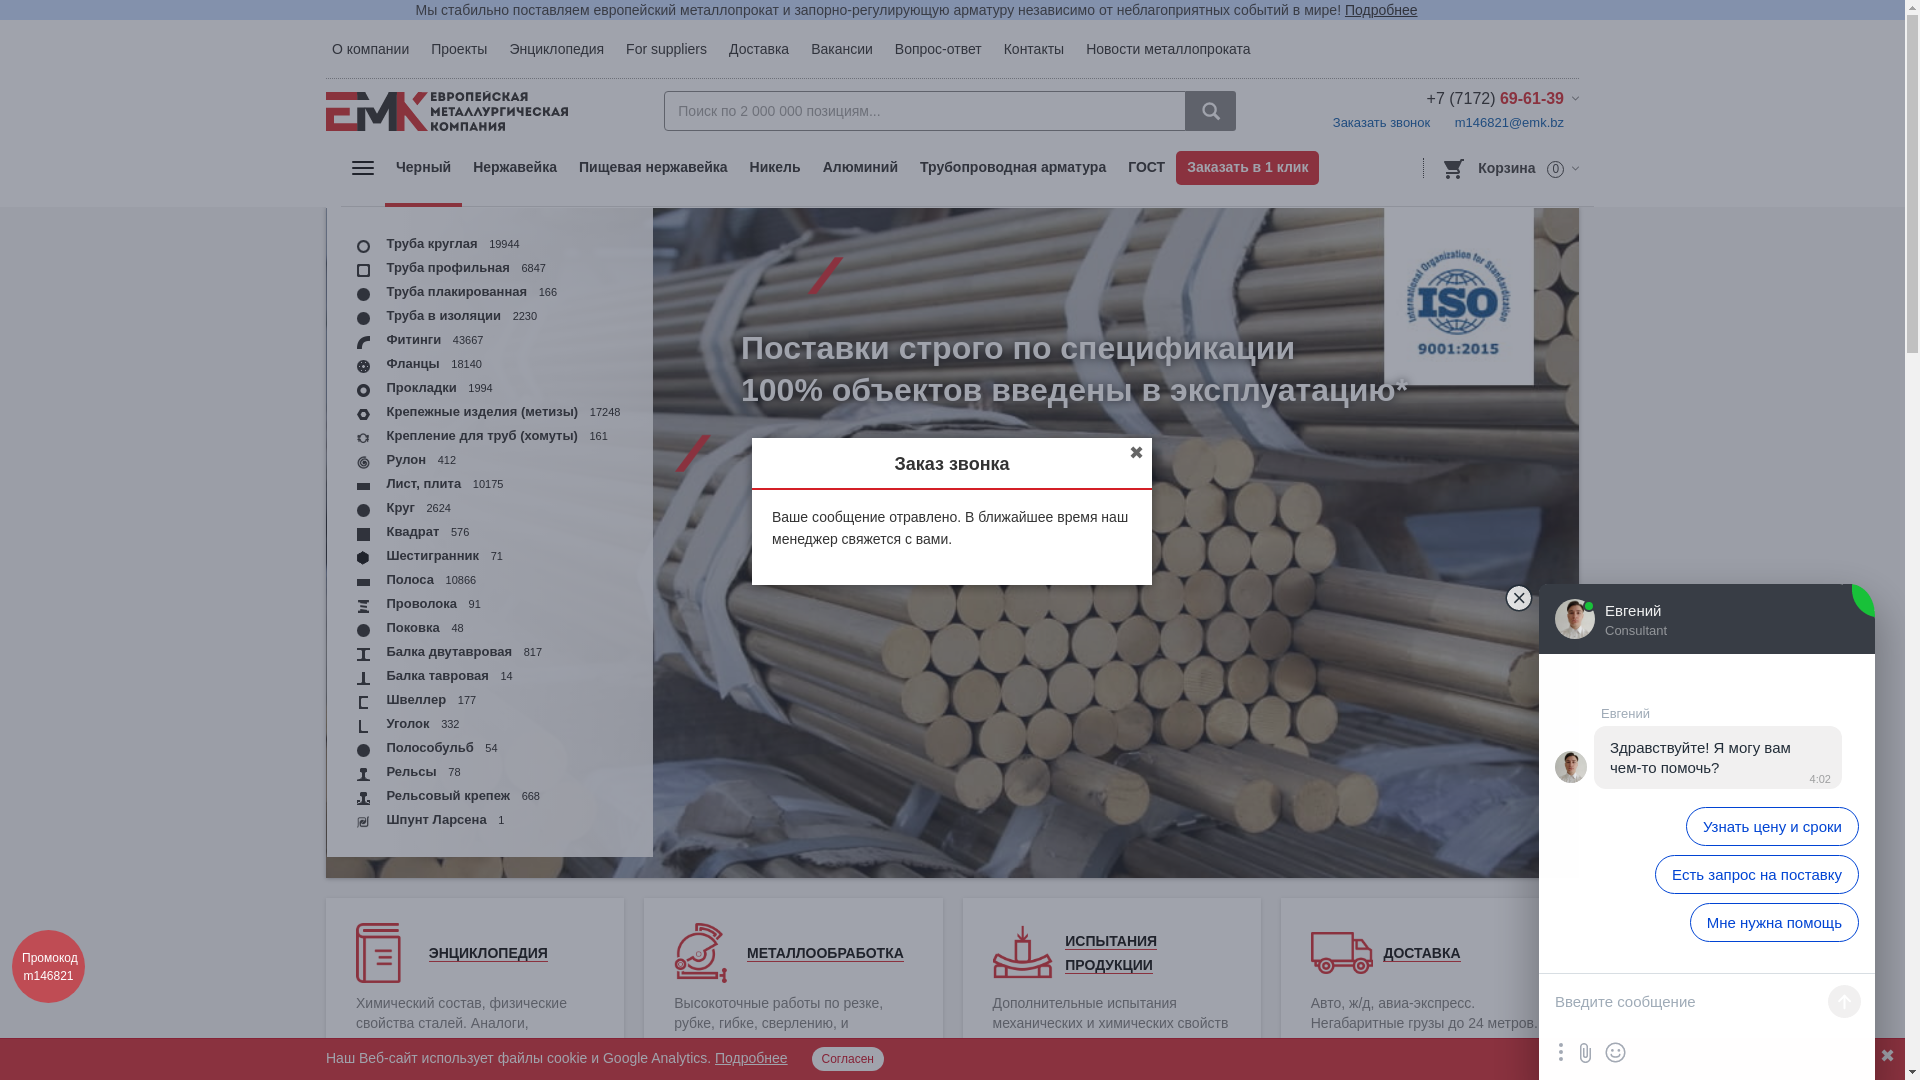 Мы стабильно поставляем европейский металлопрокат и запорно-регулирующую арматуру независимо от неблагоприятных событий в мире! Подробнее
О компании Проекты Энциклопедия For suppliers Доставка Вакансии Вопрос-ответ Контакты Новости металлопроката
ЕМК ЕВРОПЕЙСКАЯ
МЕТАЛЛУРГИЧЕСКАЯ
КОМПАНИЯ
Поиск по 2 000 000 позициям...
+7 (7172) 69-61-39
Заказать звонок m146821@emk.bz
Черный Нержавейка Пищевая нержавейка Никель Алюминий Трубопроводная арматура ГОСТ Заказать в 1 клик
Корзина 0
Труба круглая 19944
Труба профильная 6847
Труба плакированная 166
Труба в изоляции 2230
Фитинги 43667
Фланцы 18140
Прокладки 1994
Крепежные изделия (метизы) 17248
Крепление для труб (хомуты) 161
Рулон 412
Лист, плита 10175
Круг 2624
Квадрат 576
Шестигранник 71
Полоса 10866
Проволока 91
Поковка 48
Балка двутавровая 817
Балка тавровая 14
Швеллер 177
Уголок 332
Полособульб 54
Рельсы 78
Рельсовый крепеж 668
Шпунт Ларсена 1
International Organization for Standardization
ISO
9001:2015
Поставки строго по спецификации
100% объектов введены в эксплуатацию*
Заказ звонка
Ваше сообщение отравлено. В ближайшее время наш
менеджер свяжется с вами.
Евгений
Consultant
Евгений
Здравствуйте! Я могу вам
чем-то помочь?
4:02
Узнать цену и сроки
Есть запрос на поставку
Мне нужна помощь
Введите сообщение
Промокод
m146821
ЭНЦИКЛОПЕДИЯ
Химический состав, физические
свойства сталей. Аналоги,
МЕТАЛЛООБРАБОТКА
Высокоточные работы по резке,
рубке, гибке, сверлению, и
ИСПЫТАНИЯ
ПРОДУКЦИИ
Дополнительные испытания
механических и химических свойств
ДОСТАВКА
Авто, ж/д, авиа-экспресс.
Негабаритные грузы до 24 метров.
Наш Веб-сайт использует файлы cookie и Google Analytics. Подробнее Согласен